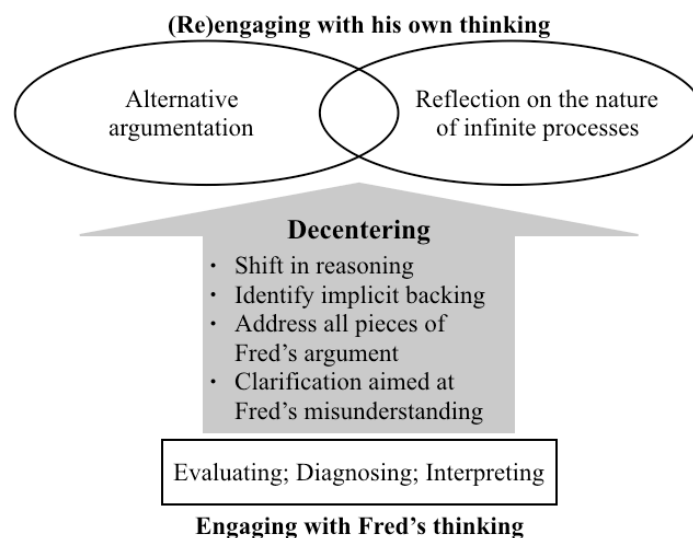 (Re)engaging with his own thinking
Alternative
argumentation
Reflection on the nature
of infinite processes
Decentering
· Shift in reasoning
· Identify implicit backing
· Address all pieces of
Fred’s argument
· Clarification aimed at
Fred’s misunderstanding
Evaluating; Diagnosing; Interpreting
Engaging with Fred’s thinking